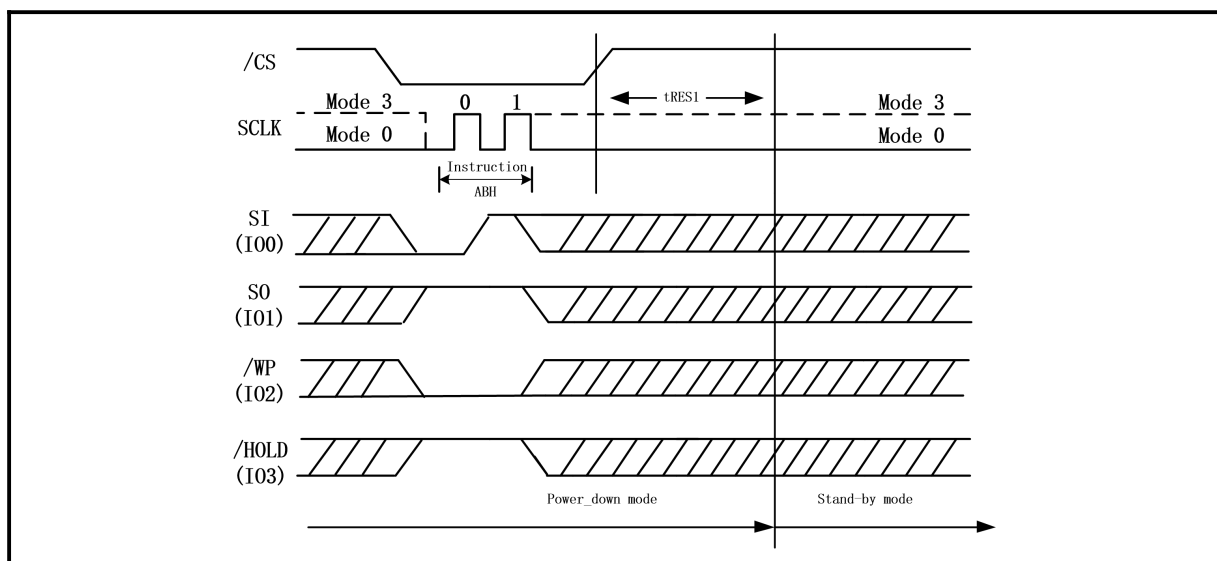 /CS
Mode 3 0 1 tRES1 Mode 3
SCLK
Mode 0 Mode 0
Instruction
ABH
SI
(IO0)
SO
(IO1)
/WP
(IO2)
/HOLD
(IO3)
Power_down mode Stand-by mode